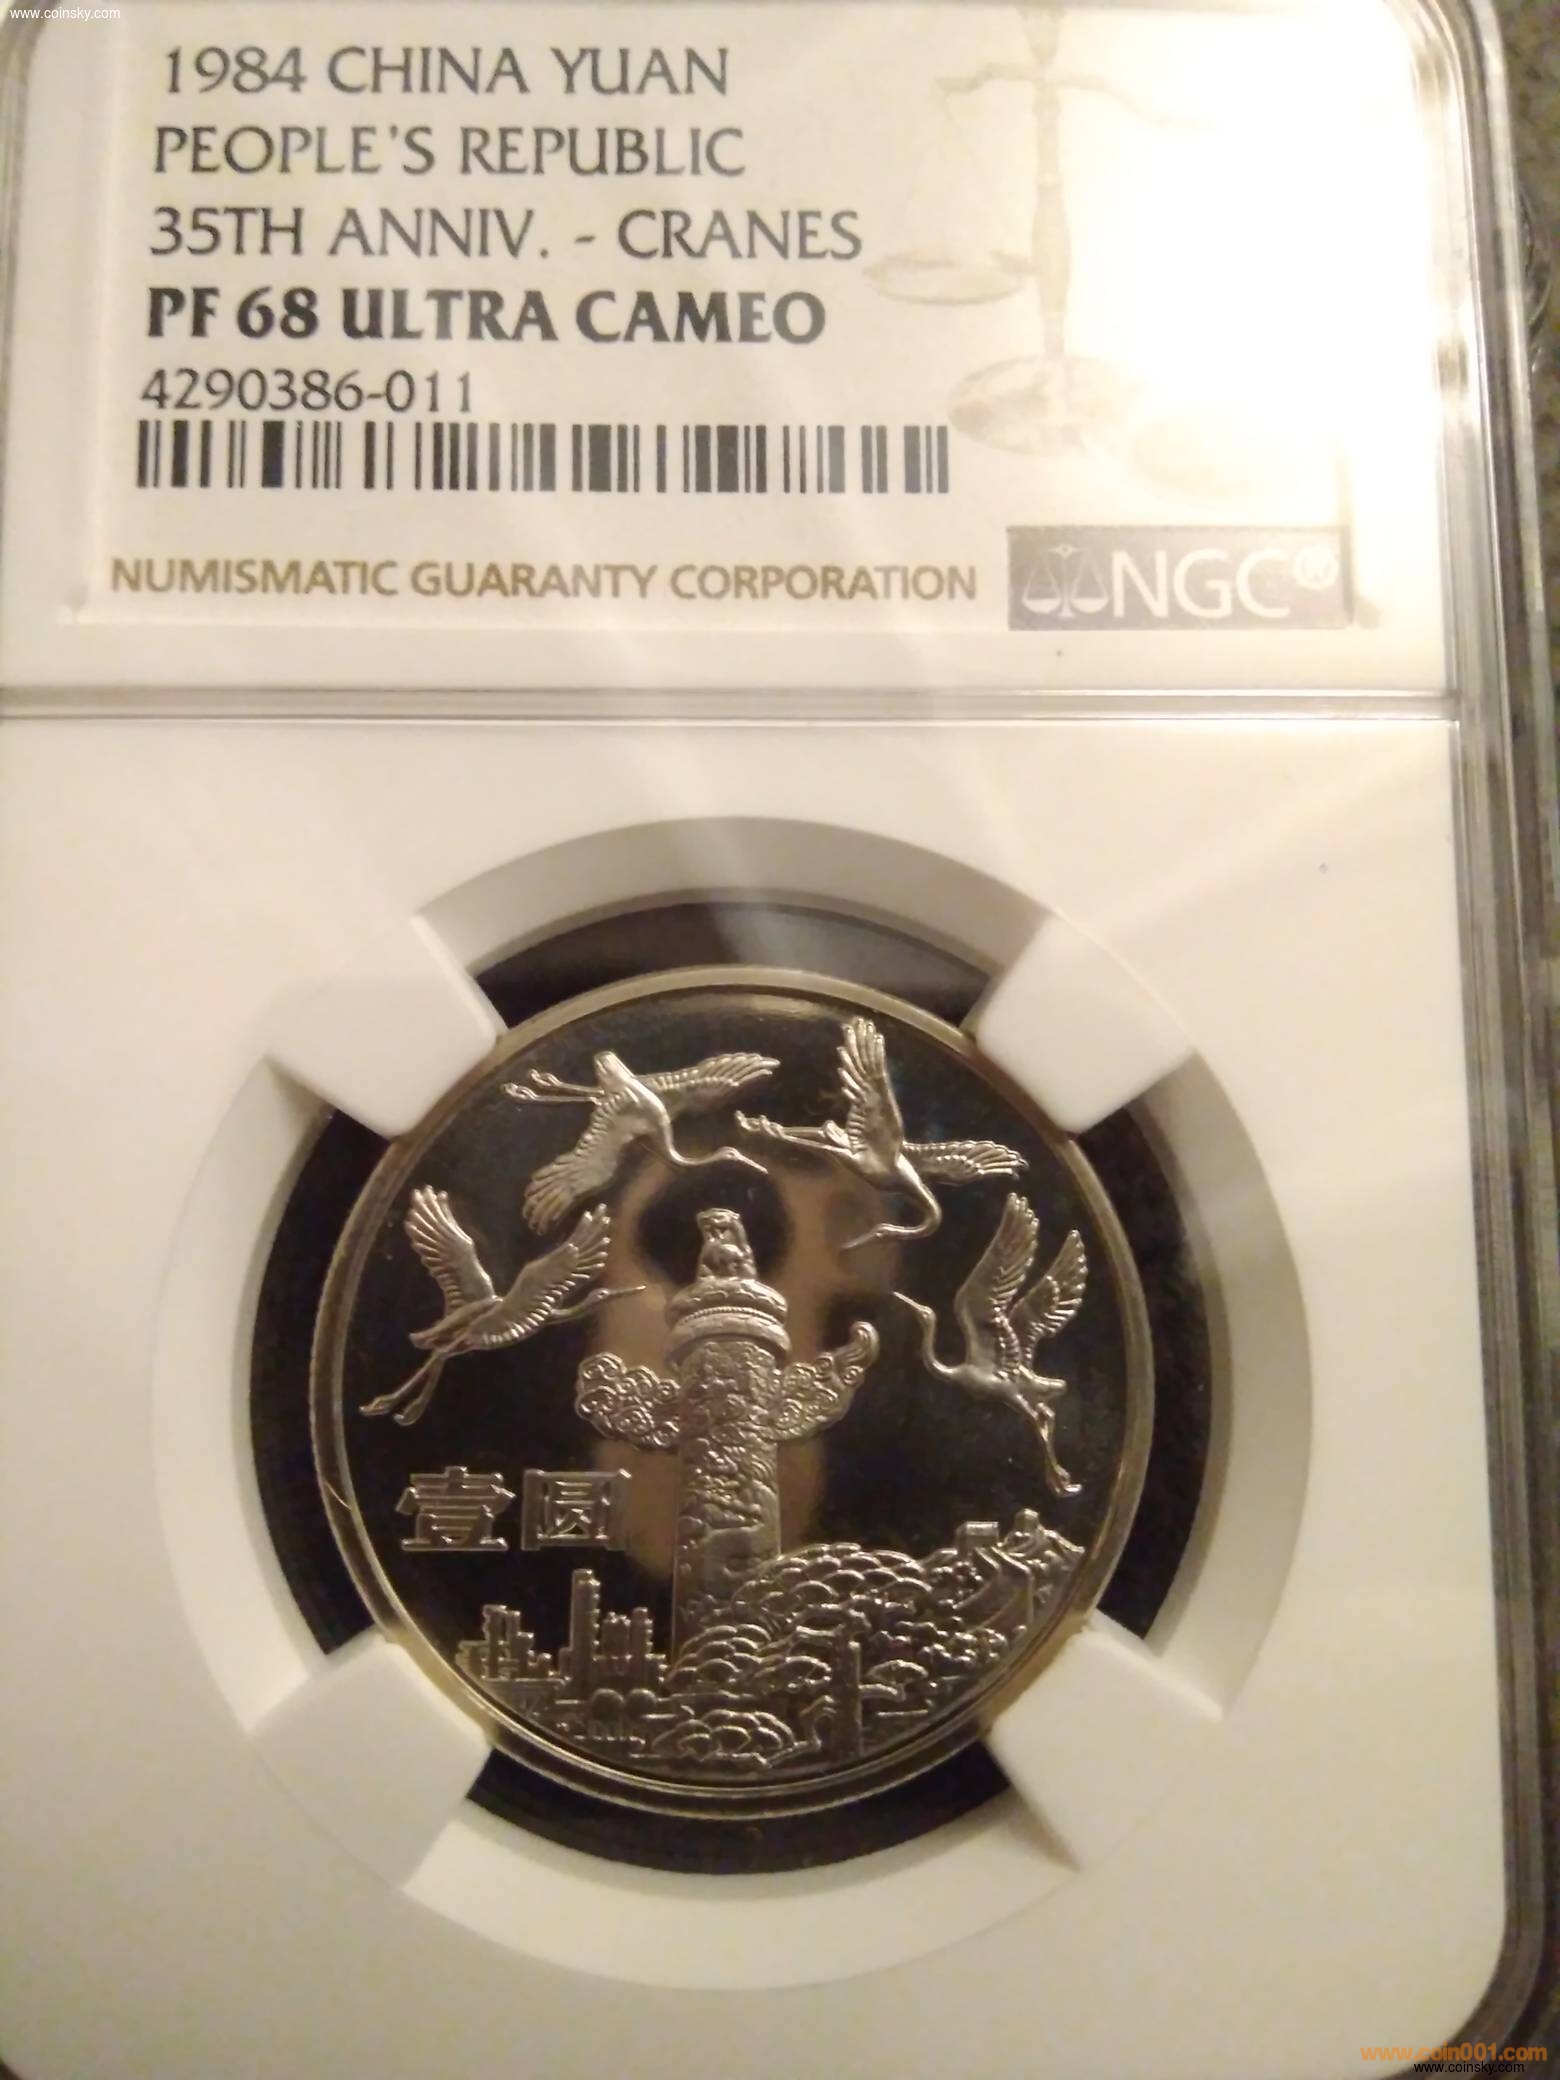 www.coinsky.com
1984 CHINA YUAN
PEOPLE'S REPUBLIC
35TH ANNIV. - CRANES
PF 68 ULTRA CAMEO
4290386-011
NUMISMATIC GUARANTY CORPORATION
NGC®
壹圆
www.coin001.com
www.coinsky.com